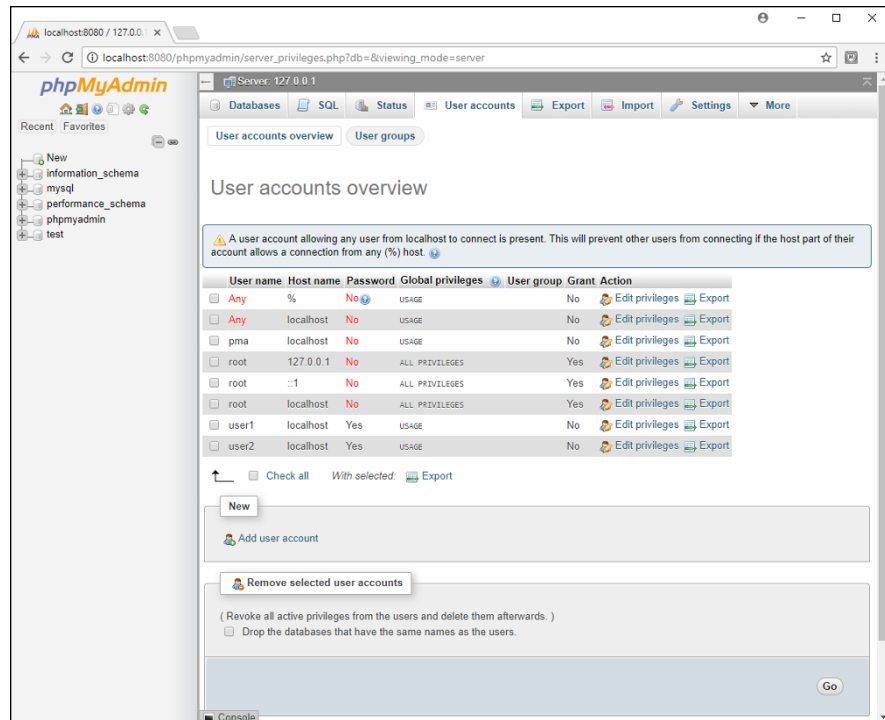 localhost:8080 / 127.0.0.1
localhost:8080/phpmyadmin/server_privileges.php?db=&viewing_mode=server
phpMyAdmin
Recent Favorites
New
information_schema
mysql
performance_schema
phpmyadmin
test
Server: 127.0.0.1
Databases SQL Status User accounts Export Import Settings More
User accounts overview User groups
User accounts overview
A user account allowing any user from localhost to connect is present. This will prevent other users from connecting if the host part of their
account allows a connection from any (%) host.
User name Host name Password Global privileges User group Grant Action
Any % No USAGE No Edit privileges Export
Any localhost No USAGE No Edit privileges Export
pma localhost No USAGE No Edit privileges Export
root 127.0.0.1 No ALL PRIVILEGES Yes Edit privileges Export
root ::1 No ALL PRIVILEGES Yes Edit privileges Export
root localhost No ALL PRIVILEGES Yes Edit privileges Export
user1 localhost Yes USAGE No Edit privileges Export
user2 localhost Yes USAGE No Edit privileges Export
Check all With selected: Export
New
Add user account
Remove selected user accounts
( Revoke all active privileges from the users and delete them afterwards. )
Drop the databases that have the same names as the users.
Go
Console